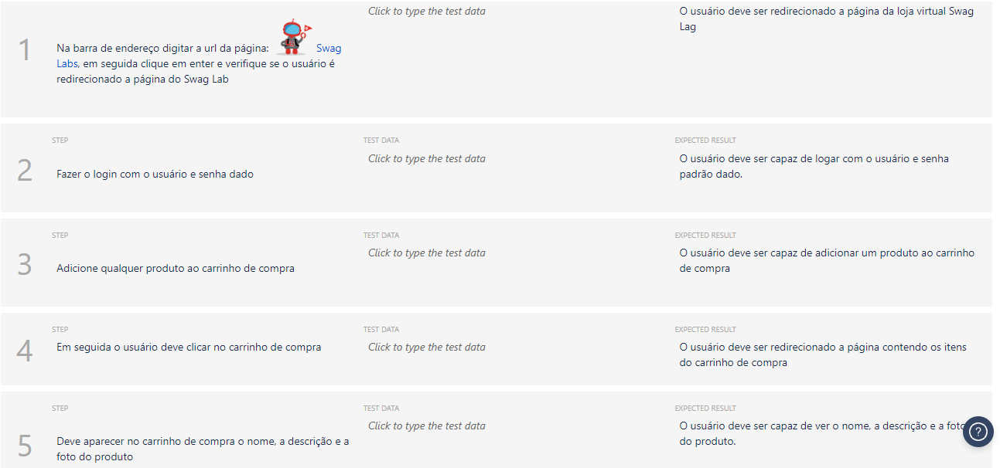 1
Na barra de endereço digitar a url da página: Swag
Labs, em seguida clique em enter e verifique se o usuário é
redirecionado a página do Swag Lab
Click to type the test data
O usuário deve ser redirecionado a página da loja virtual Swag
Lag
2
STEP
Fazer o login com o usuário e senha dado
TEST DATA
Click to type the test data
EXPECTED RESULT
O usuário deve ser capaz de logar com o usuário e senha
padrão dado.
3
STEP
Adicione qualquer produto ao carrinho de compra
TEST DATA
Click to type the test data
EXPECTED RESULT
O usuário deve ser capaz de adicionar um produto ao carrinho
de compra
4
STEP
Em seguida o usuário deve clicar no carrinho de compra
TEST DATA
Click to type the test data
EXPECTED RESULT
O usuário deve ser redirecionado a página contendo os itens
do carrinho de compra
5
STEP
Deve aparecer no carrinho de compra o nome, a descrição e a
foto do produto
TEST DATA
Click to type the test data
EXPECTED RESULT
O usuário deve ser capaz de ver o nome, a descrição e a foto
do produto.
?